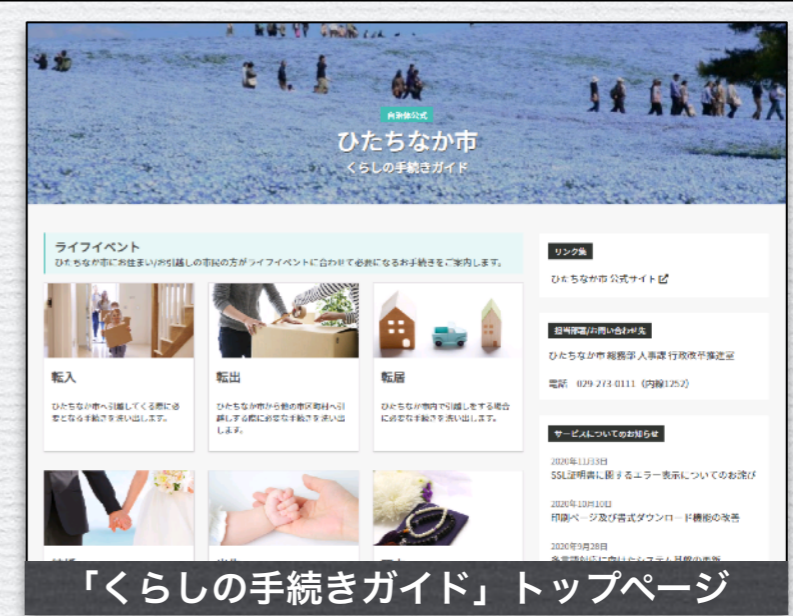 自治体公式
ひたちなか市
くらしの手続きガイド
ライフイベント
ひたちなか市にお住まい/お引越しの市民の方がライフイベントに合わせて必要になるお手続きをご案内します。
転入
ひたちなか市へ引越してくる際に必
要となる手続きを洗い出します。
転出
ひたちなか市から他の市区町村へ引
越しする際に必要な手続きを洗い出
します。
転居
ひたちなか市内で引越しをする場合
に必要な手続きを洗い出します。
リンク集
ひたちなか市 公式サイト
担当部署/お問い合わせ先
ひたちなか市 総務部 人事課 行政改革推進室
電話 029-273-0111（内線1252）
サービスについてのお知らせ
2020年11月3日
SSL証明書に関するエラー表示についてのお詫び
2020年10月10日
印刷ページ及び書式ダウンロード機能の改善
2020年9月28日
「くらしの手続きガイド」トップページ